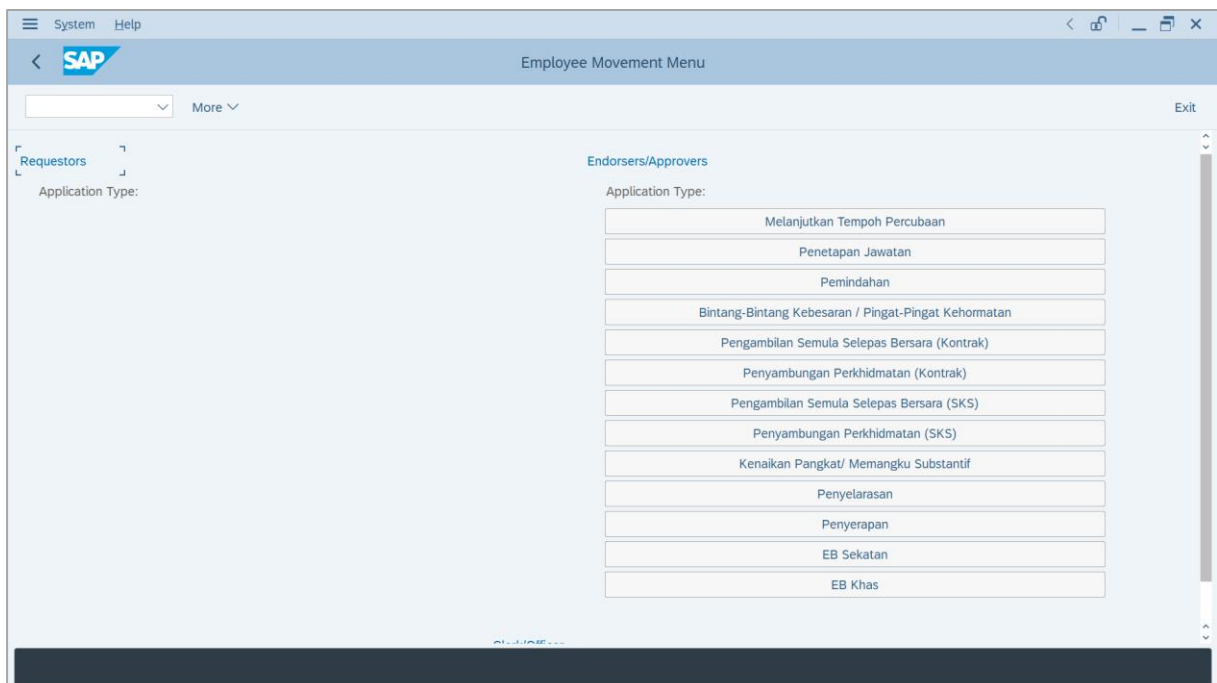 System Help
SAP
Employee Movement Menu
More
Exit
Requestors
Application Type:
Endorsers/Approvers
Application Type:
Melanjutkan Tempoh Percubaan
Penetapan Jawatan
Pemindahan
Bintang-Bintang Kebesaran / Pingat-Pingat Kehormatan
Pengambilan Semula Selepas Bersara (Kontrak)
Penyambungan Perkhidmatan (Kontrak)
Pengambilan Semula Selepas Bersara (SKS)
Penyambungan Perkhidmatan (SKS)
Kenaikan Pangkat/ Memangku Substantif
Penyelarasan
Penyerapan
EB Sekatan
EB Khas